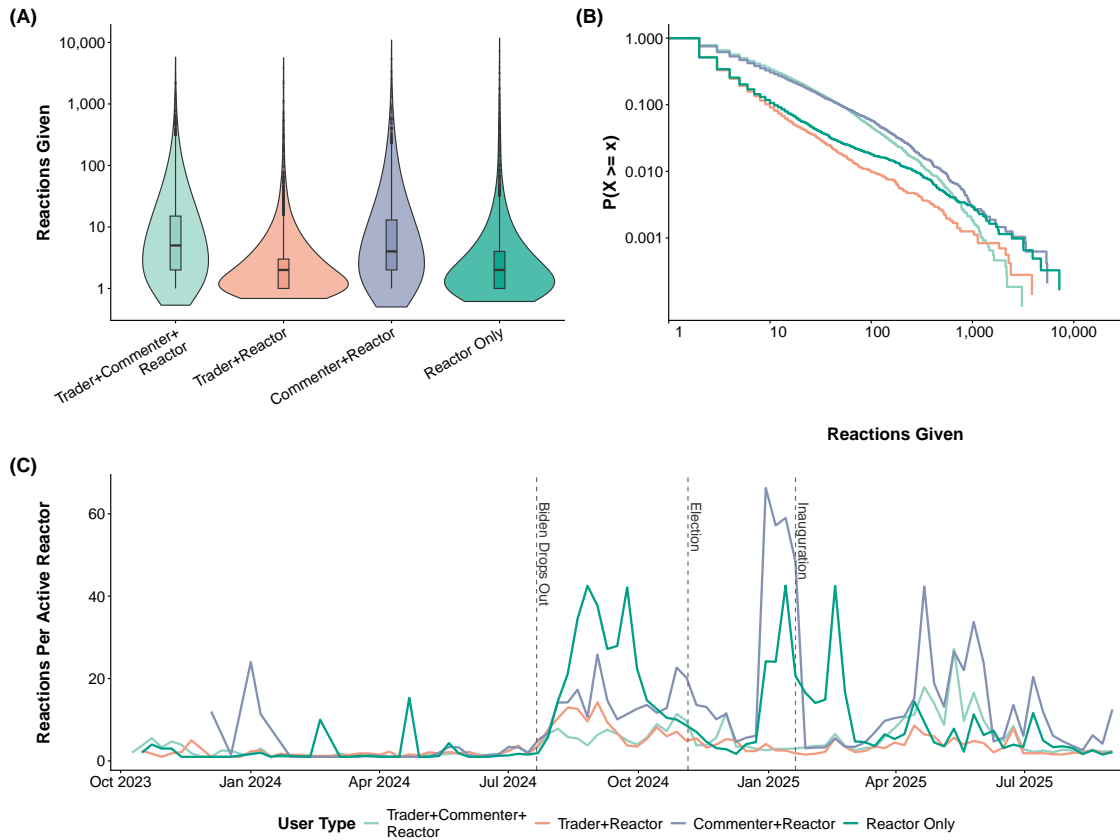 (A)
Reactions Given
10,000
1,000
100
10
1
Trader+Commenter+
Reactor
Trader+Reactor
Commenter+Reactor
Reactor Only
(B)
P(X >= x)
1.000
0.100
0.010
0.001
1
10
100
1,000
10,000
Reactions Given
(C)
Reactions Per Active Reactor
60
40
20
0
Biden Drops Out
Election
Inauguration
Oct 2023
Jan 2024
Apr 2024
Jul 2024
Oct 2024
Jan 2025
Apr 2025
Jul 2025
User Type
Trader+Commenter+
Reactor
Trader+Reactor
Commenter+Reactor
Reactor Only